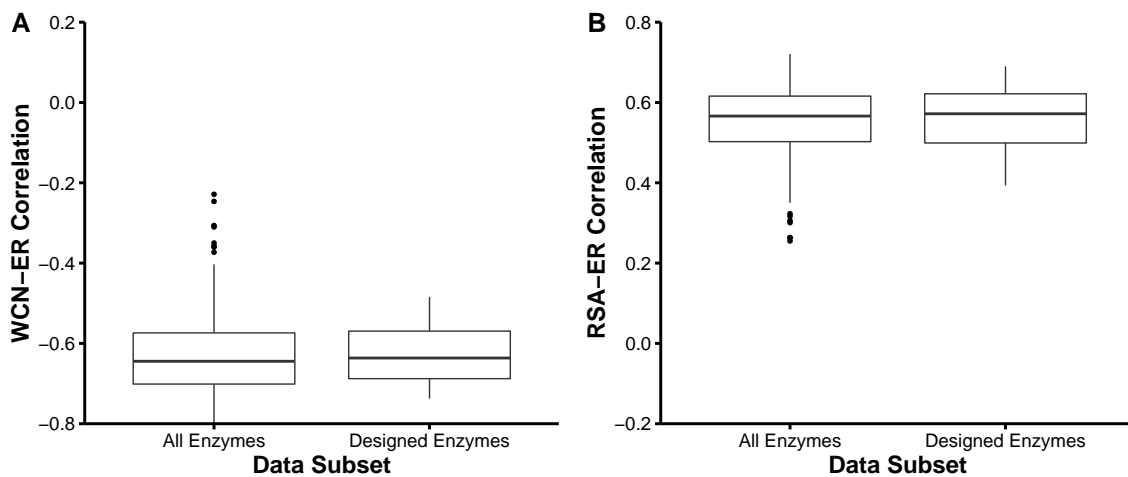 A
WCN−ER Correlation
0.2
0.0
−0.2
−0.4
−0.6
−0.8
All Enzymes
Designed Enzymes
Data Subset
B
RSA−ER Correlation
0.8
0.6
0.4
0.2
0.0
−0.2
All Enzymes
Designed Enzymes
Data Subset